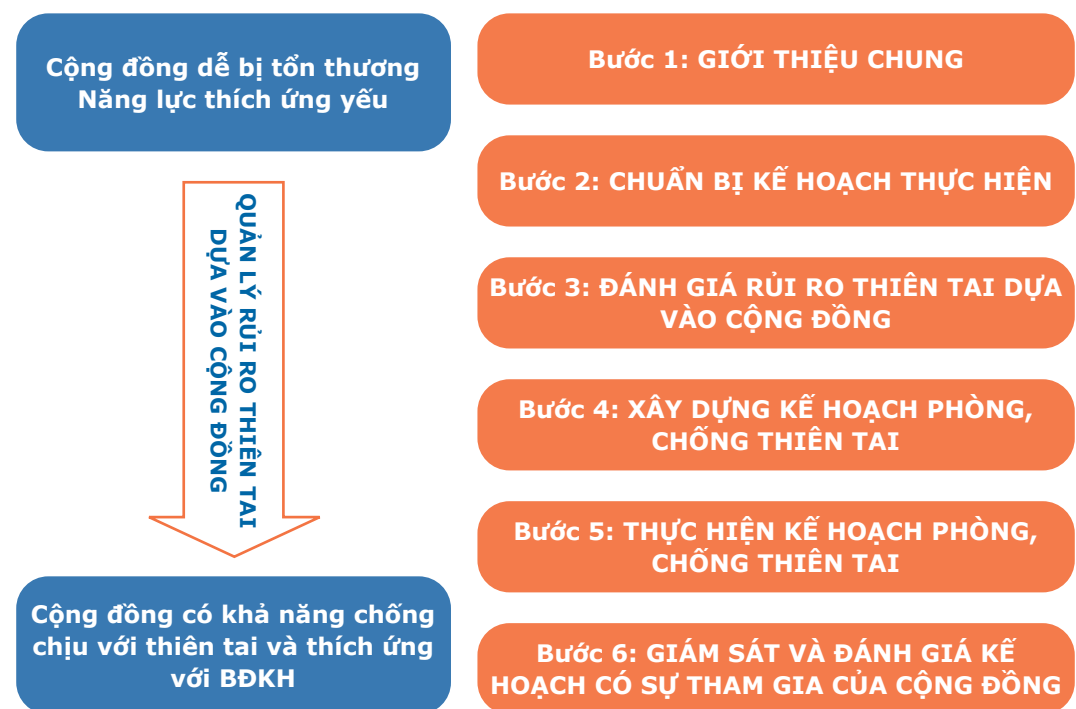 Cộng đồng dễ bị tổn thương
Năng lực thích ứng yếu
QUẢN LÝ RỦI RO THIÊN TAI
DỰA VÀO CỘNG ĐỒNG
Cộng đồng có khả năng chống
chịu với thiên tai và thích ứng
với BĐKH
Bước 1: GIỚI THIỆU CHUNG
Bước 2: CHUẨN BỊ KẾ HOẠCH THỰC HIỆN
Bước 3: ĐÁNH GIÁ RỦI RO THIÊN TAI DỰA
VÀO CỘNG ĐỒNG
Bước 4: XÂY DỰNG KẾ HOẠCH PHÒNG,
CHỐNG THIÊN TAI
Bước 5: THỰC HIỆN KẾ HOẠCH PHÒNG,
CHỐNG THIÊN TAI
Bước 6: GIÁM SÁT VÀ ĐÁNH GIÁ KẾ
HOẠCH CÓ SỰ THAM GIA CỦA CỘNG ĐỒNG